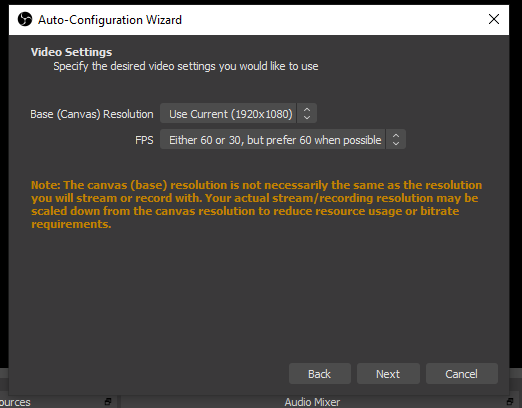 Auto-Configuration Wizard
Video Settings
Specify the desired video settings you would like to use
Base (Canvas) Resolution Use Current (1920x1080)
FPS Either 60 or 30, but prefer 60 when possible
Note: The canvas (base) resolution is not necessarily the same as the resolution
you will stream or record with. Your actual stream/recording resolution may be
scaled down from the canvas resolution to reduce resource usage or bitrate
requirements.
Back Next Cancel
ources Audio Mixer